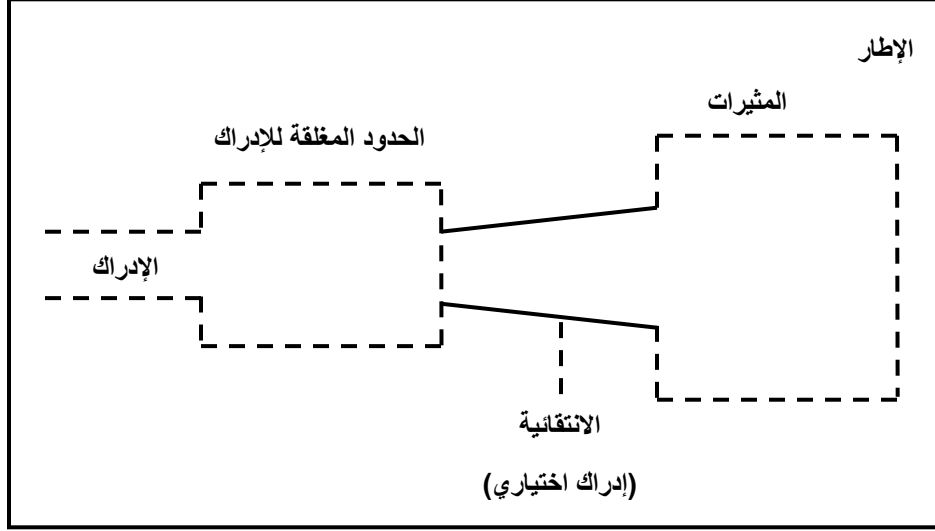 الإطار
المثيرات
الحدود المغلقة للإدراك
الإدراك
الانتقائية
(إدراك اختياري)